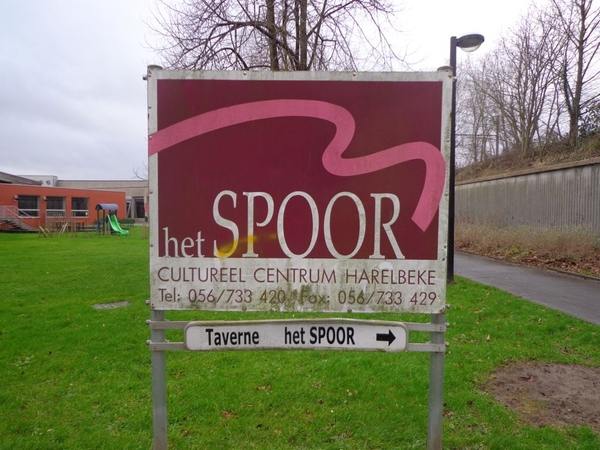 het SPOOR
CULTUREEL CENTRUM HARELBEKE
Tel: 056/733 420 Fax: 056/733 429
Taverne het SPOOR